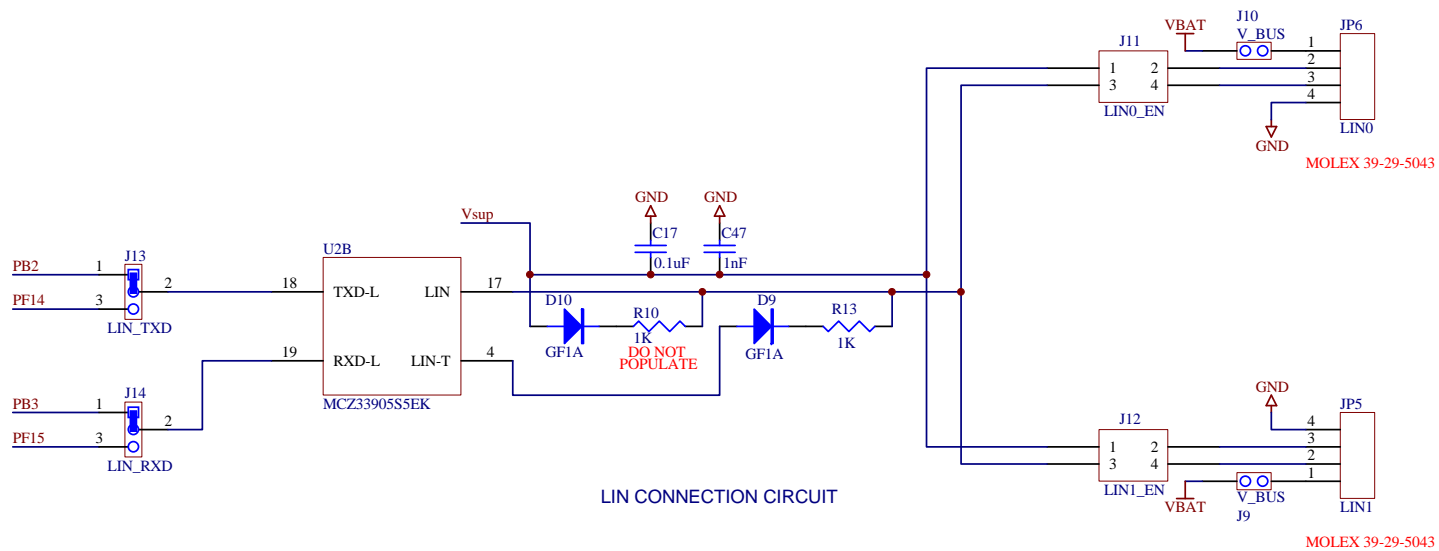 J10
VBAT
V_BUS
JP6
J11
1
1
2
2
3
4
3
4
LIN0_EN
LIN0
GND
MOLEX 39-29-5043
GND
GND
Vsup
C17
C47
0.1uF
1nF
J13
U2B
PB2
1
2
18
TXD-L
LIN
17
PF14
3
LIN_TXD
D10
R10
D9
R13
1K
1K
GF1A
DO NOT
POPULATE
GF1A
19
RXD-L
LIN-T
4
MCZ33905S5EK
J14
PB3
1
2
PF15
3
LIN_RXD
GND
JP5
J12
4
1
2
3
3
4
2
1
LIN1_EN
VBAT
V_BUS
J9
LIN1
LIN CONNECTION CIRCUIT
MOLEX 39-29-5043